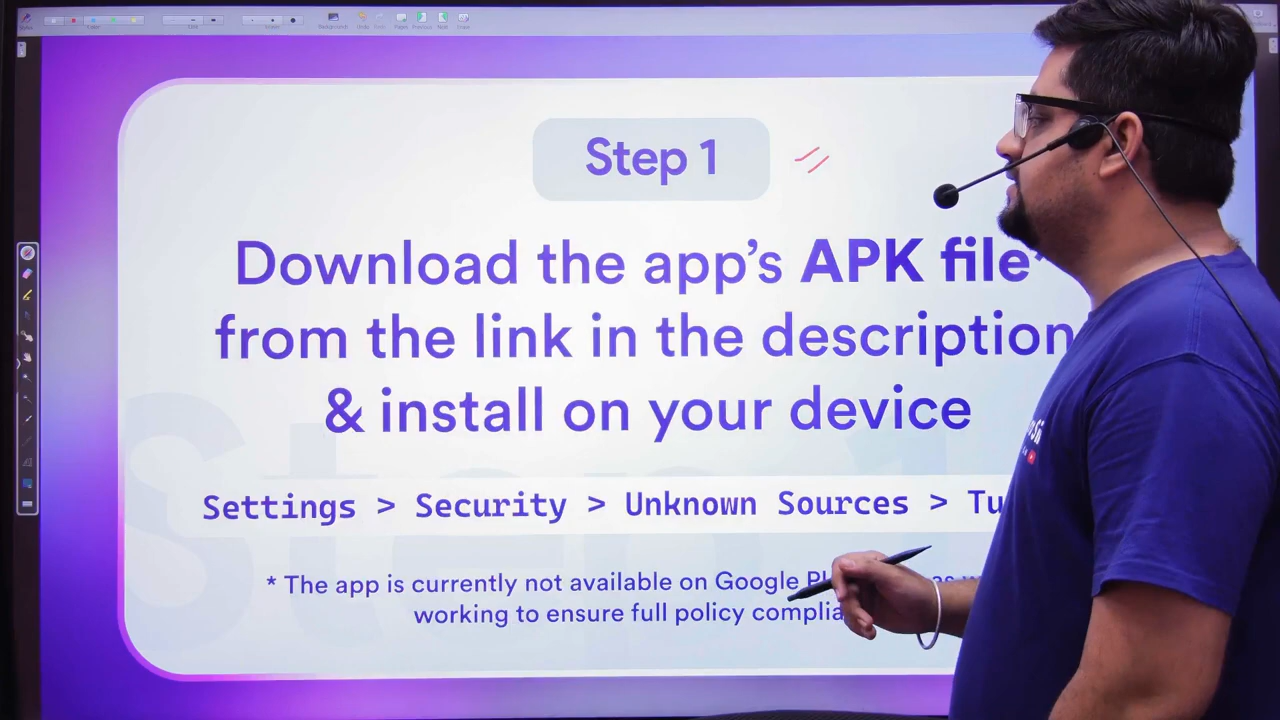 Step 1
Download the app's APK file*
from the link in the description
& install on your device
Settings > Security > Unknown Sources > Tu
* The app is currently not available on Google Pl as
working to ensure full policy complia